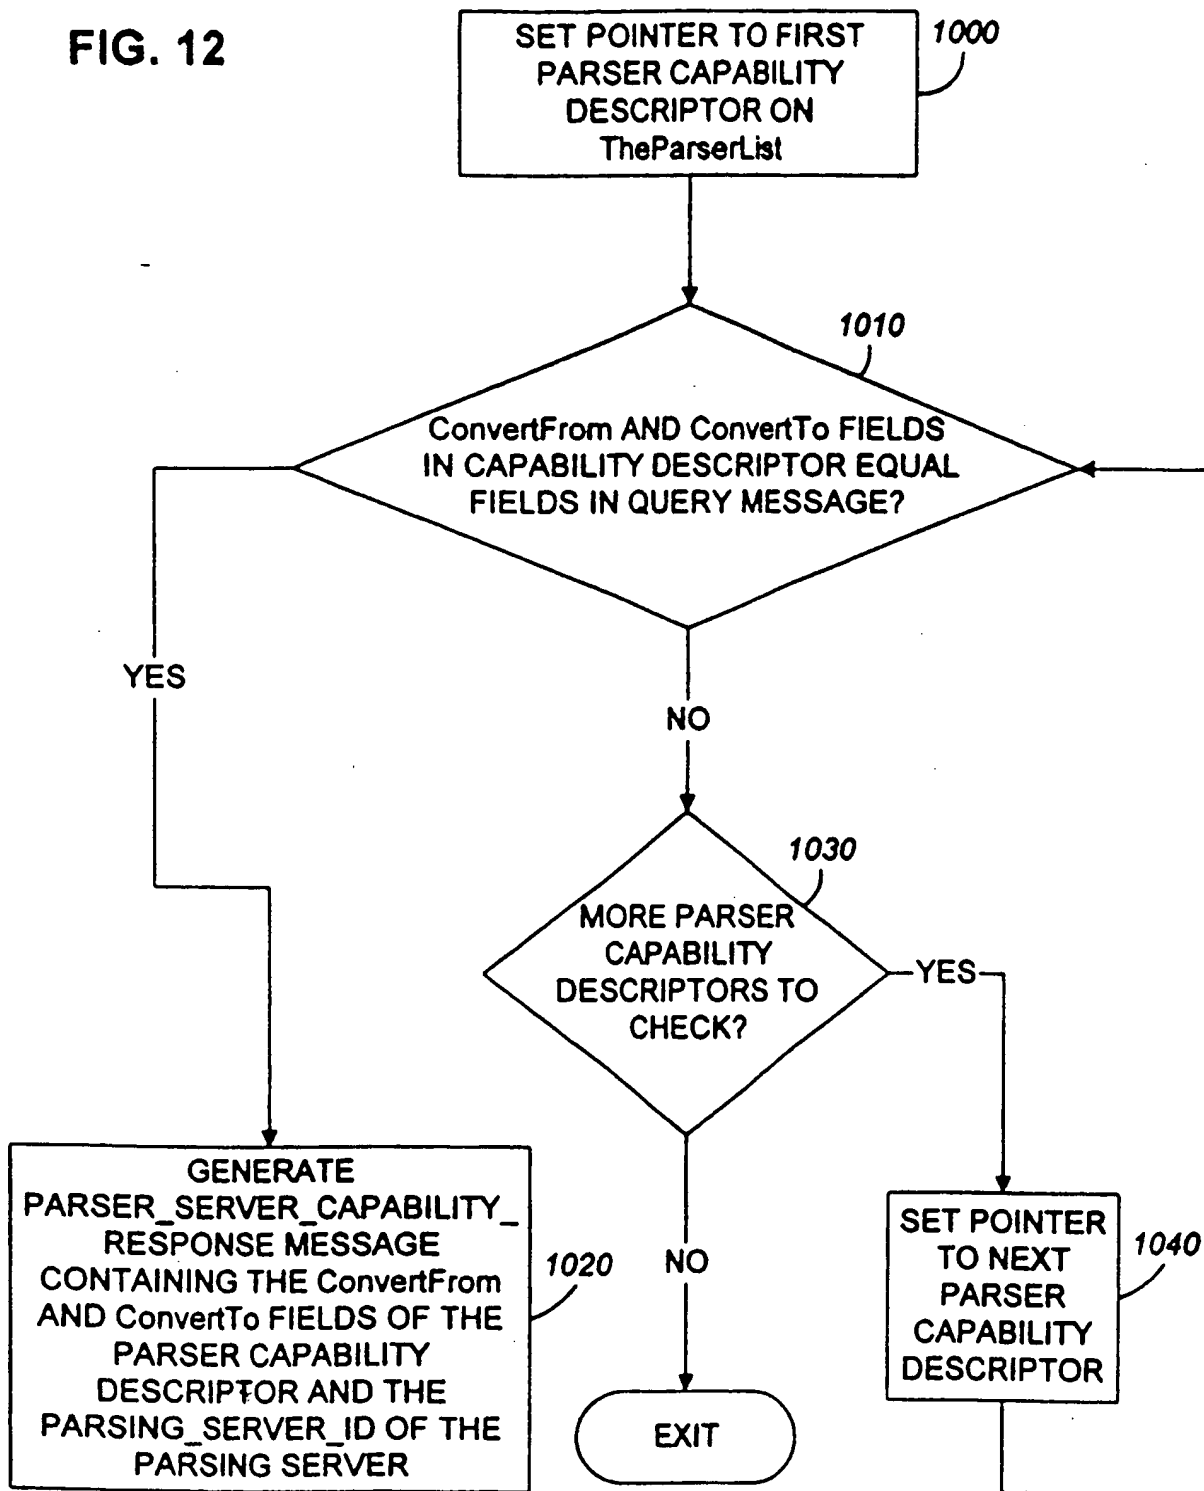 FIG. 12
SET POINTER TO FIRST
PARSER CAPABILITY
DESCRIPTOR ON
TheParserList
1000
1010
ConvertFrom AND ConvertTo FIELDS
IN CAPABILITY DESCRIPTOR EQUAL
FIELDS IN QUERY MESSAGE?
YES
NO
1030
MORE PARSER
CAPABILITY
DESCRIPTORS TO
CHECK?
YES
GENERATE
PARSER_SERVER_CAPABILITY_
RESPONSE MESSAGE
CONTAINING THE ConvertFrom
AND ConvertTo FIELDS OF THE
PARSER CAPABILITY
DESCRIPTOR AND THE
PARSING_SERVER_ID OF THE
PARSING SERVER
1020
NO
EXIT
SET POINTER
TO NEXT
PARSER
CAPABILITY
DESCRIPTOR
1040